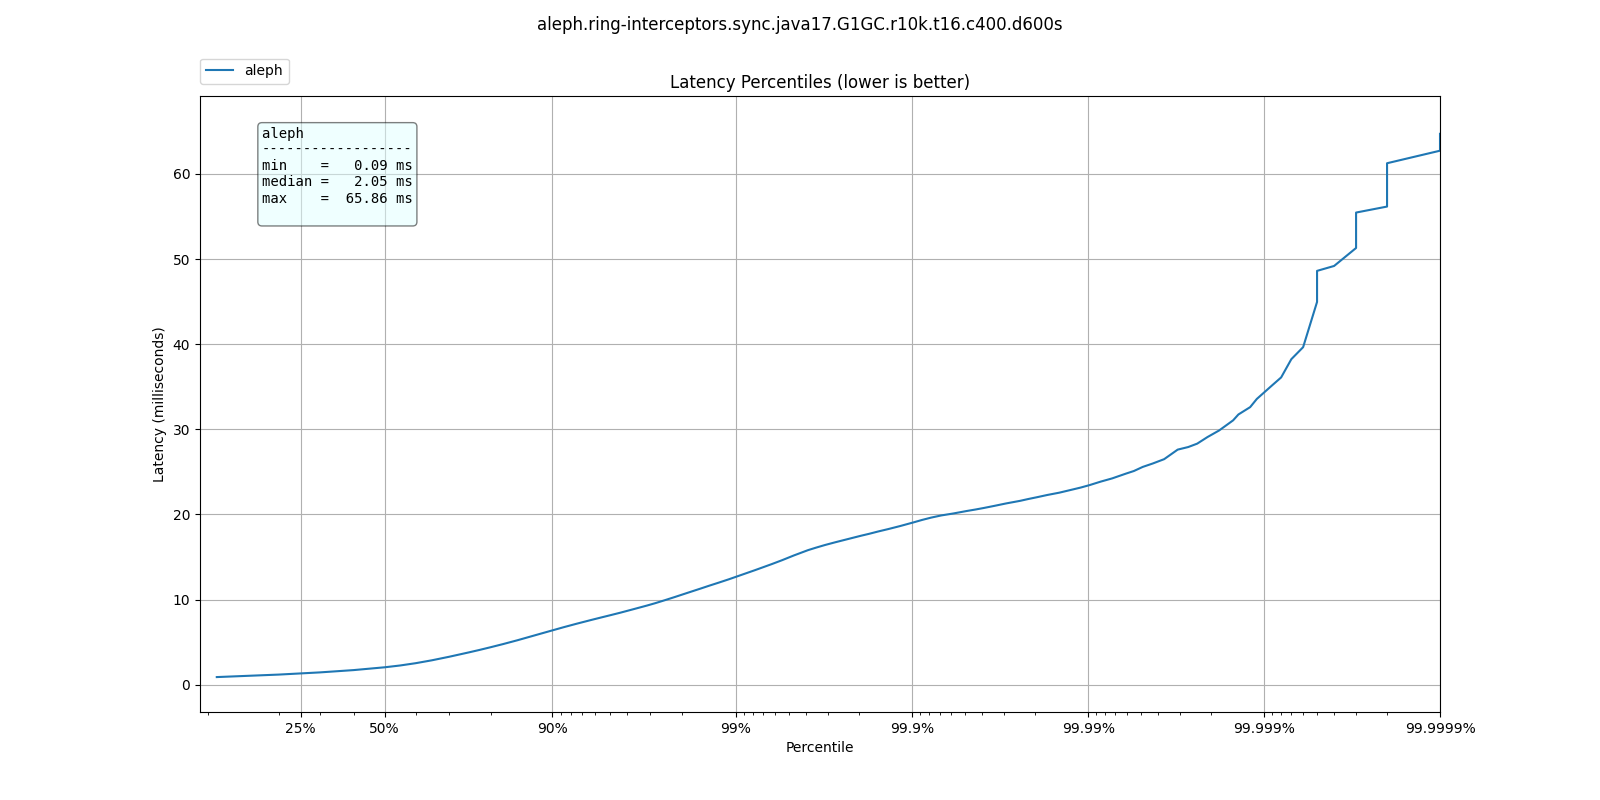 aleph.ring-interceptors.sync.java17.G1GC.r10k.t16.c400.d600s
aleph
Latency Percentiles (lower is better)
aleph
------------------
min    =   0.09 ms
median =   2.05 ms
max    =  65.86 ms
60
50
40
30
20
10
0
Latency (milliseconds)
25% 50% 90% 99% 99.9% 99.99% 99.999% 99.9999%
Percentile